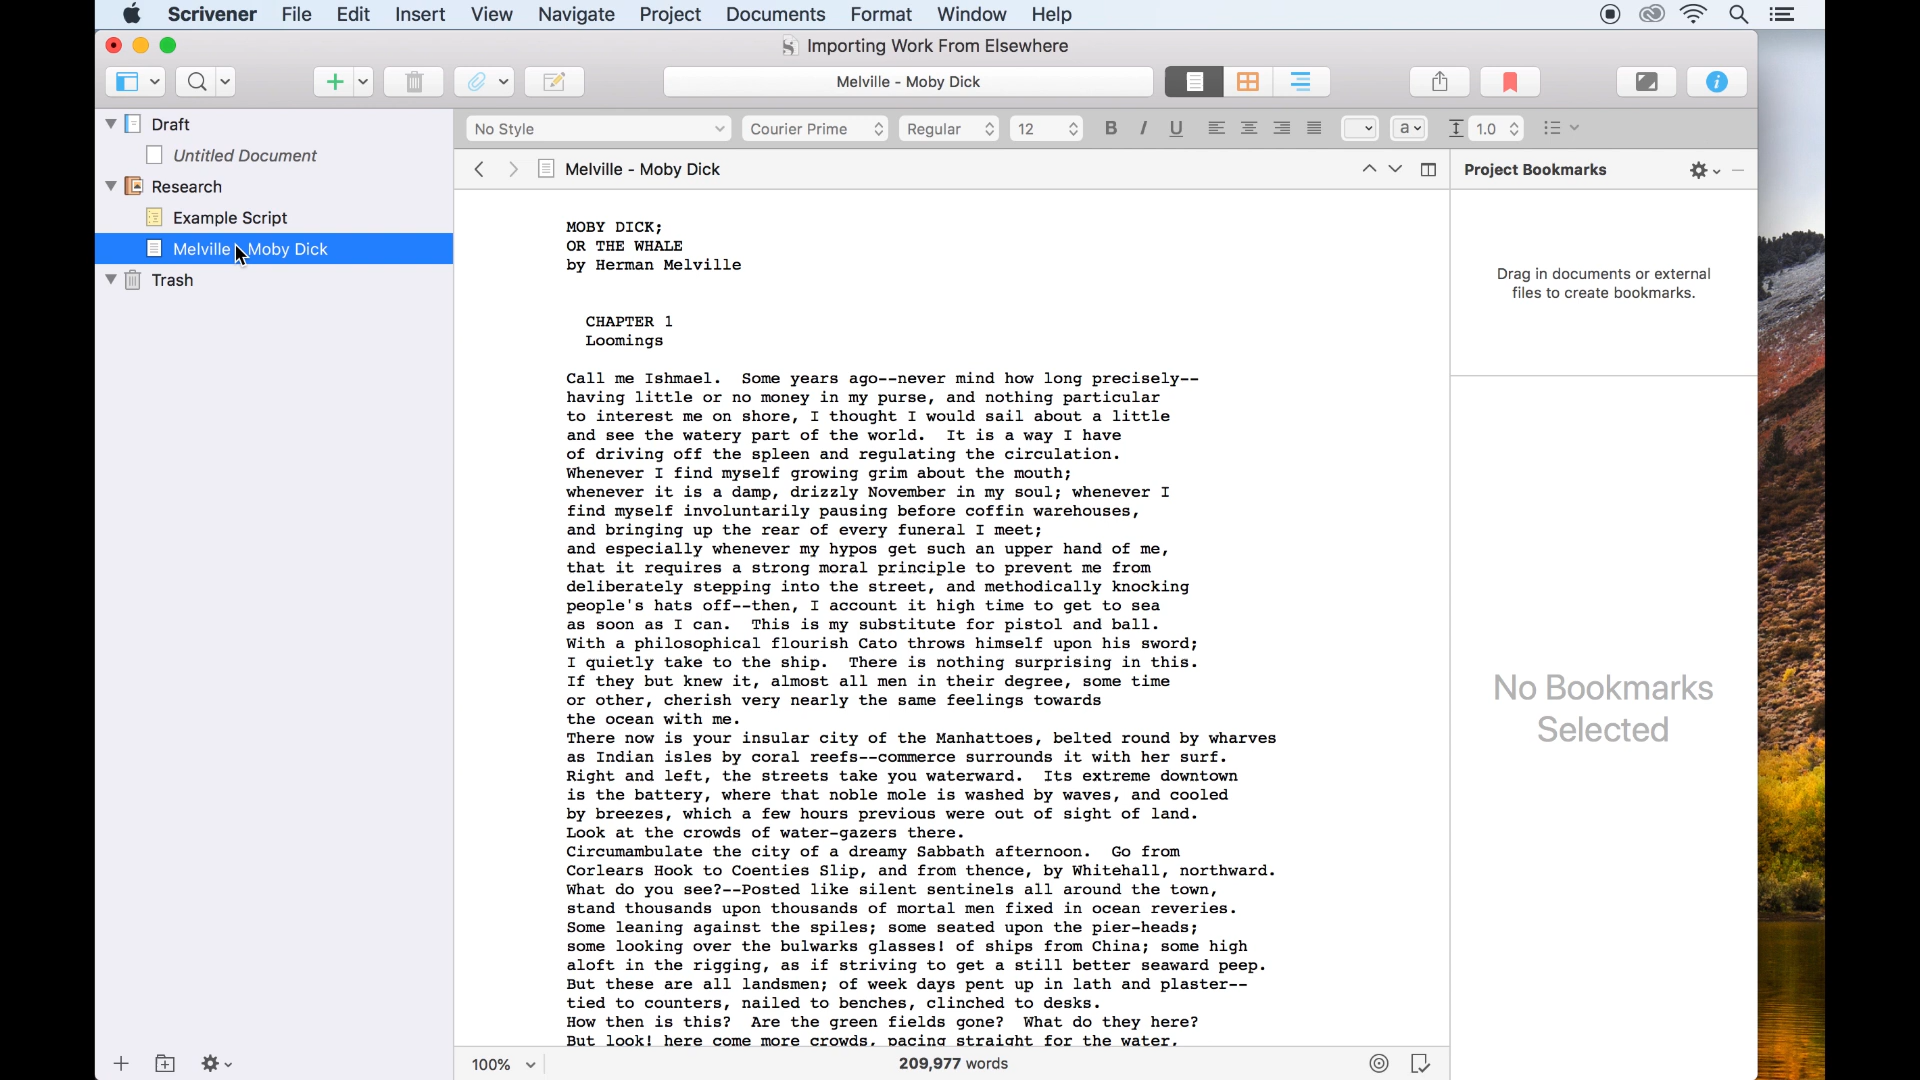 Scrivener File Edit Insert View Navigate Project Documents Format Window Help
Importing Work From Elsewhere
Melville - Moby Dick
Draft
Untitled Document
Research
Example Script
Melville - Moby Dick
Trash
No Style Courier Prime Regular 12 B I U a 1.0
Melville - Moby Dick
MOBY DICK;
OR THE WHALE
by Herman Melville
CHAPTER 1
Loomings
Call me Ishmael.  Some years ago--never mind how long precisely--
having little or no money in my purse, and nothing particular
to interest me on shore, I thought I would sail about a little
and see the watery part of the world.  It is a way I have
of driving off the spleen and regulating the circulation.
Whenever I find myself growing grim about the mouth;
whenever it is a damp, drizzly November in my soul; whenever I
find myself involuntarily pausing before coffin warehouses,
and bringing up the rear of every funeral I meet;
and especially whenever my hypos get such an upper hand of me,
that it requires a strong moral principle to prevent me from
deliberately stepping into the street, and methodically knocking
people's hats off--then, I account it high time to get to sea
as soon as I can.  This is my substitute for pistol and ball.
With a philosophical flourish Cato throws himself upon his sword;
I quietly take to the ship.  There is nothing surprising in this.
If they but knew it, almost all men in their degree, some time
or other, cherish very nearly the same feelings towards
the ocean with me.
There now is your insular city of the Manhattoes, belted round by wharves
as Indian isles by coral reefs--commerce surrounds it with her surf.
Right and left, the streets take you waterward.  Its extreme downtown
is the battery, where that noble mole is washed by waves, and cooled
by breezes, which a few hours previous were out of sight of land.
Look at the crowds of water-gazers there.
Circumambulate the city of a dreamy Sabbath afternoon.  Go from
Corlears Hook to Coenties Slip, and from thence, by Whitehall, northward.
What do you see?--Posted like silent sentinels all around the town,
stand thousands upon thousands of mortal men fixed in ocean reveries.
Some leaning against the spiles; some seated upon the pier-heads;
some looking over the bulwarks glasses! of ships from China; some high
aloft in the rigging, as if striving to get a still better seaward peep.
But these are all landsmen; of week days pent up in lath and plaster--
tied to counters, nailed to benches, clinched to desks.
How then is this?  Are the green fields gone?  What do they here?
But look! here come more crowds, pacing straight for the water,
100%
209,977 words
Project Bookmarks
Drag in documents or external
files to create bookmarks.
No Bookmarks
Selected